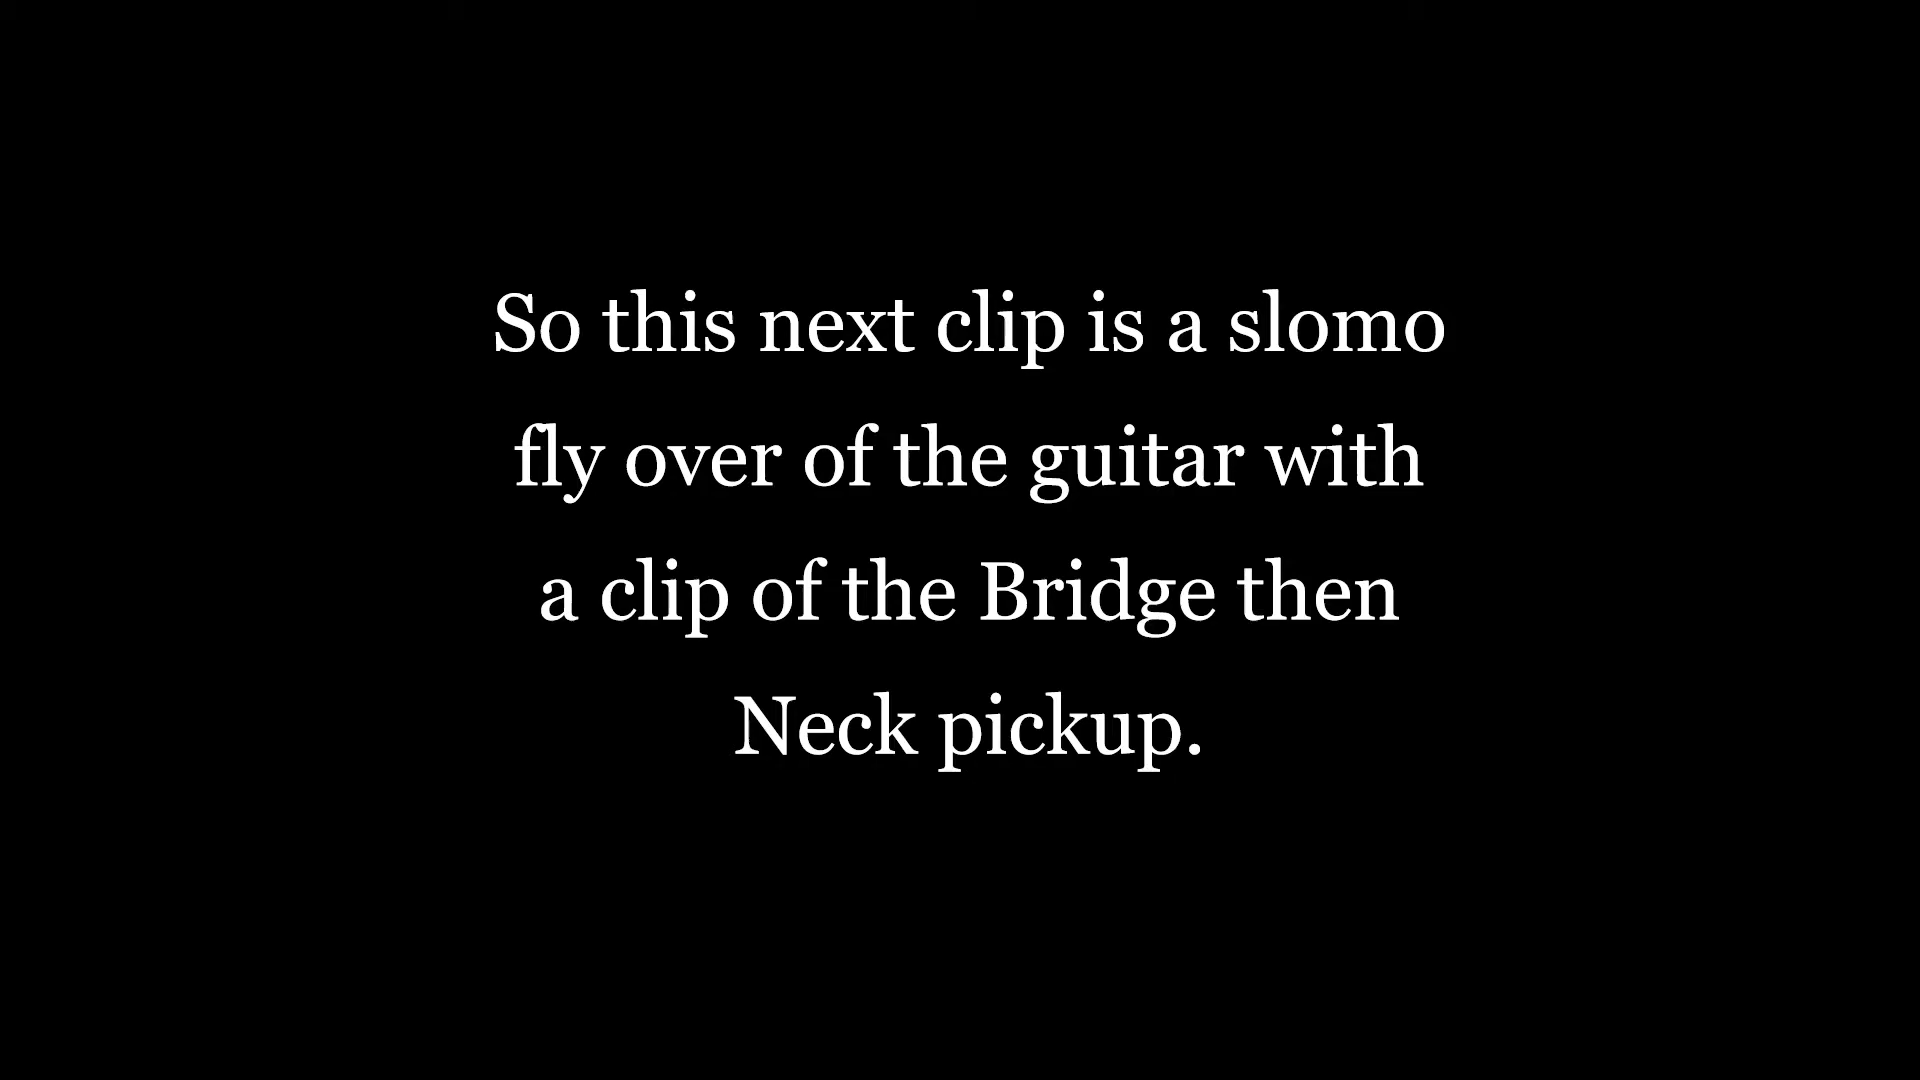 So this next clip is a slomo
fly over of the guitar with
a clip of the Bridge then
Neck pickup.